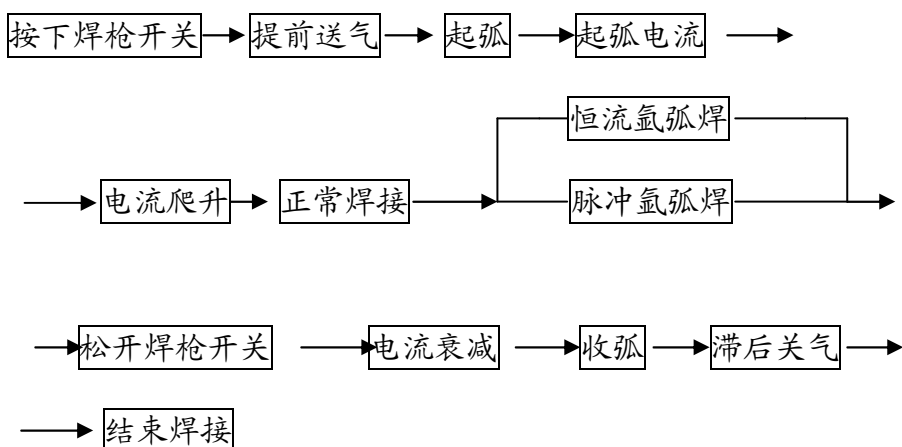 按下焊枪开关 提前送气 起弧 起弧电流
恒流氩弧焊
电流爬升 正常焊接 脉冲氩弧焊
松开焊枪开关 电流衰减 收弧 滞后关气
结束焊接